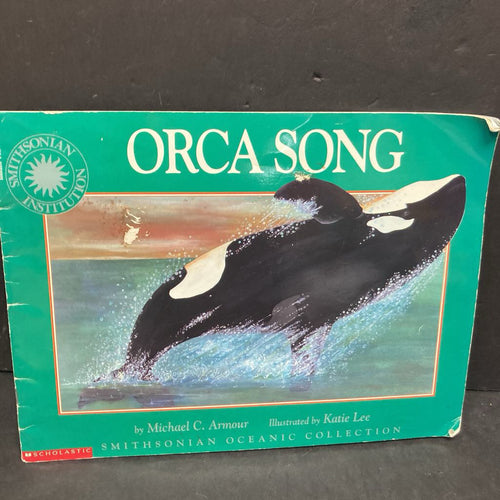 SMITHSONIAN
INSTITUTION
ORCA SONG
by Michael C. Armour
Illustrated by Katie Lee
SCHOLASTIC
SMITHSONIAN OCEANIC COLLECTION